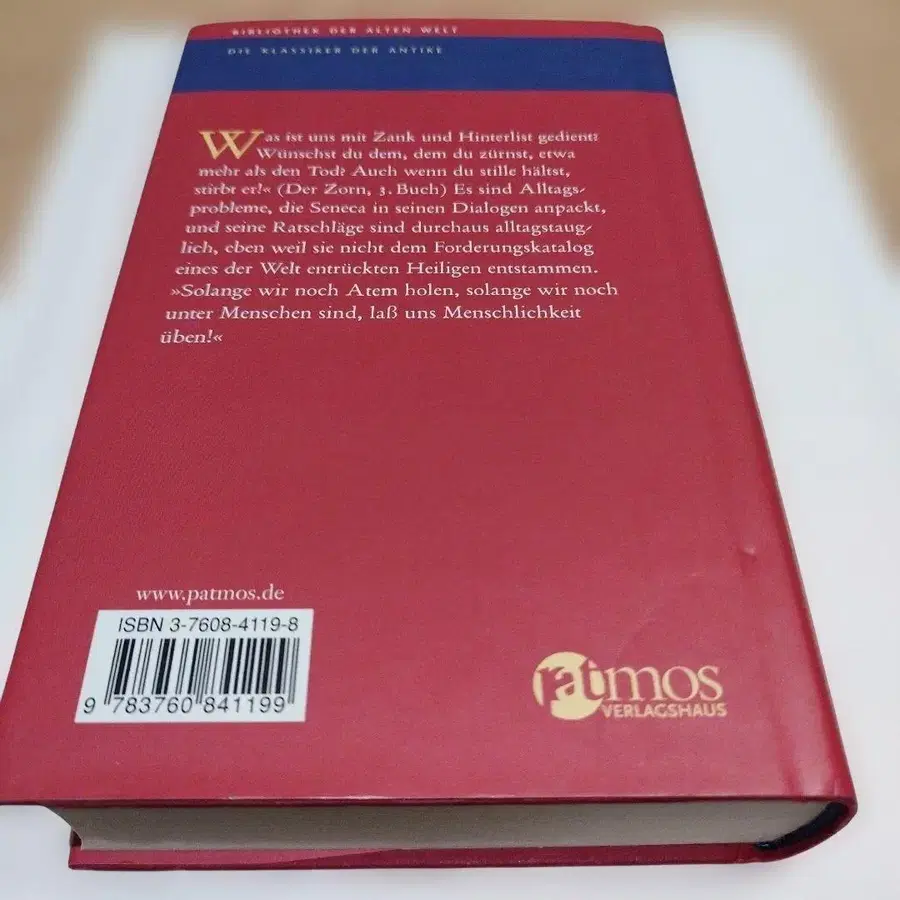 BIBLIOTHEK DER ALTEN WELT
DIE KLASSIKER DER ANTIKE
Was ist uns mit Zank und Hinterlist gedient?
Wünschst du dem, dem du zürnst, etwa
mehr als den Tod? Auch wenn du stille hältst,
stirbt er!« (Der Zorn, 3. Buch) Es sind Alltags-
probleme, die Seneca in seinen Dialogen anpackt,
und seine Ratschläge sind durchaus alltagstaug-
lich, eben weil sie nicht dem Forderungskatalog
eines der Welt entrückten Heiligen entstammen.
»Solange wir noch Atem holen, solange wir noch
unter Menschen sind, laß uns Menschlichkeit
üben!«
www.patmos.de
ISBN 3-7608-4119-8
9 783760 841199
patmos
VERLAGSHAUS